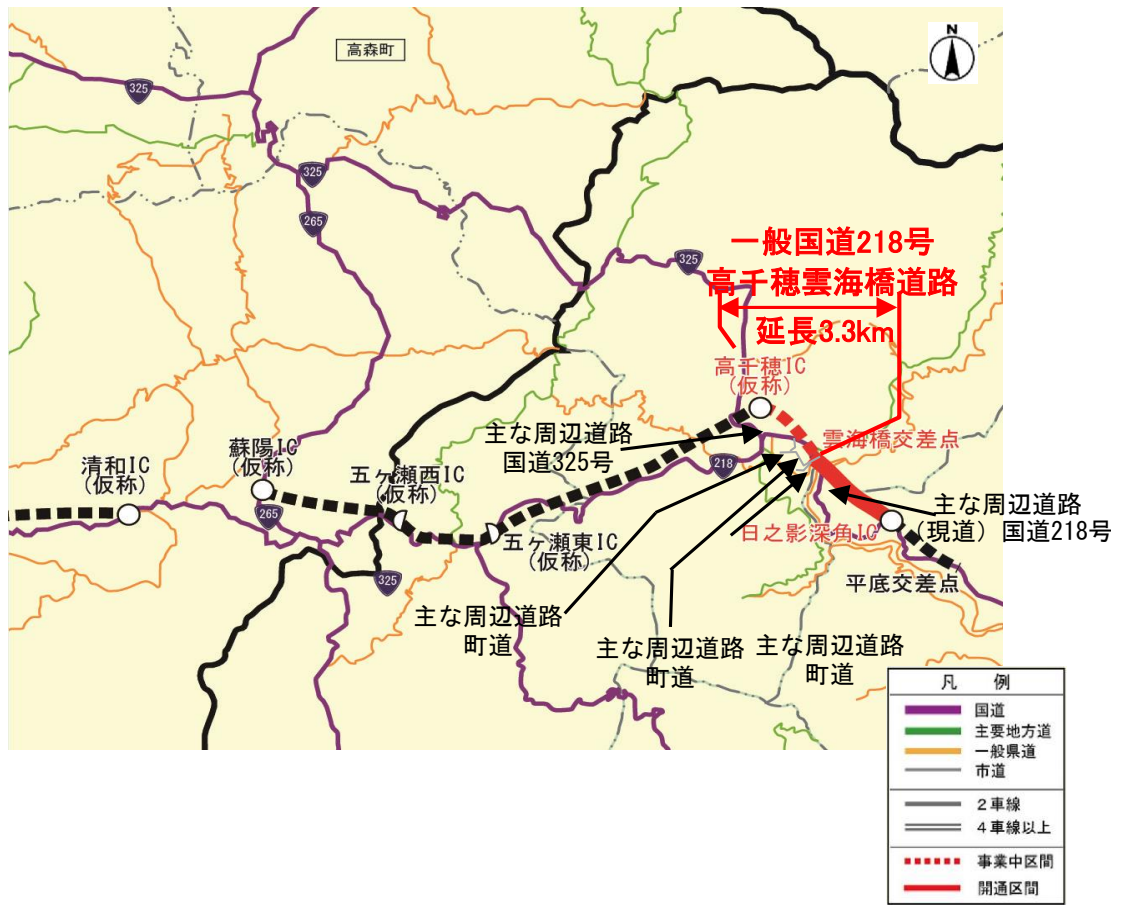 高森町
N
325
325
265
一般国道218号
325
高千穂雲海橋道路
延長3.3km
高千穂IC
(仮称)
主な周辺道路
国道325号
雲海橋交差点
蘇陽IC
(仮称)
清和IC
(仮称)
五ヶ瀬西IC
(仮称)
218
265
主な周辺道路
(現道)国道218号
日之影深角IC
五ヶ瀬東IC
(仮称)
325
平底交差点
主な周辺道路
町道
主な周辺道路
町道
主な周辺道路
町道
凡 例
国道
主要地方道
一般県道
市道
2車線
4車線以上
事業中区間
開通区間